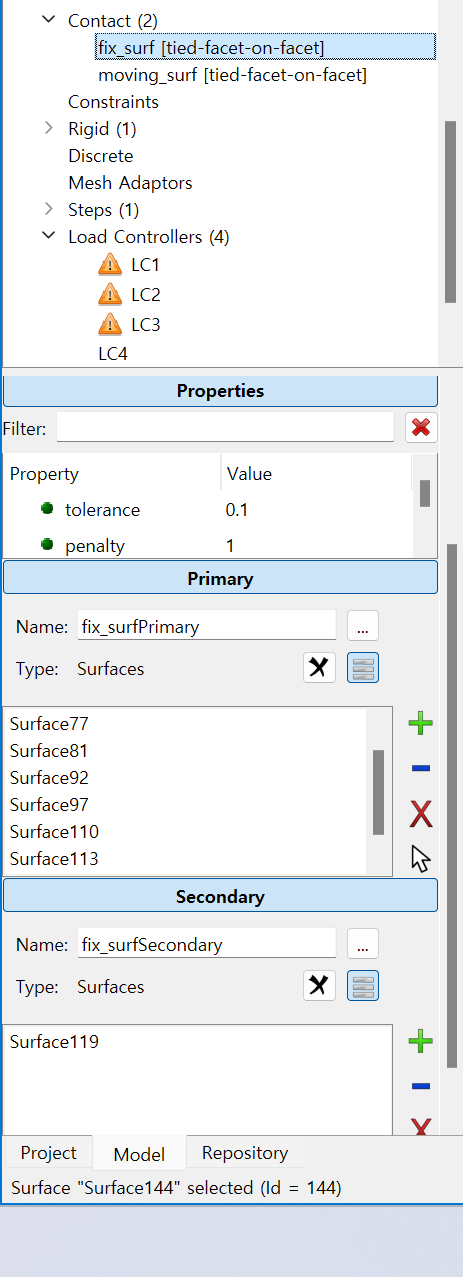 Contact (2)
fix_surf [tied-facet-on-facet]
moving_surf [tied-facet-on-facet]
Constraints
Rigid (1)
Discrete
Mesh Adaptors
Steps (1)
Load Controllers (4)
LC1
LC2
LC3
LC4
Properties
Filter:
Property Value
tolerance 0.1
penalty 1
Primary
Name: fix_surfPrimary ...
Type: Surfaces
Surface77
Surface81
Surface92
Surface97
Surface110
Surface113
Secondary
Name: fix_surfSecondary ...
Type: Surfaces
Surface119
Project Model Repository
Surface "Surface144" selected (Id = 144)